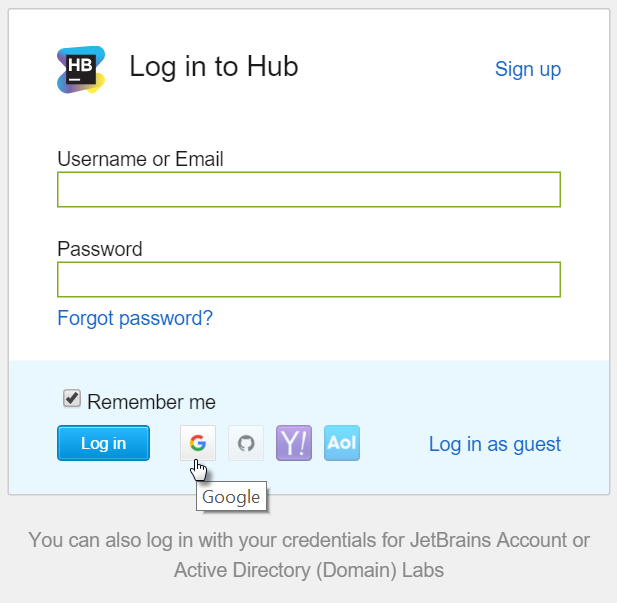 HB
Log in to Hub
Sign up
Username or Email
Password
Forgot password?
Remember me
Log in
G
Y!
Aol
Log in as guest
Google
You can also log in with your credentials for JetBrains Account or
Active Directory (Domain) Labs